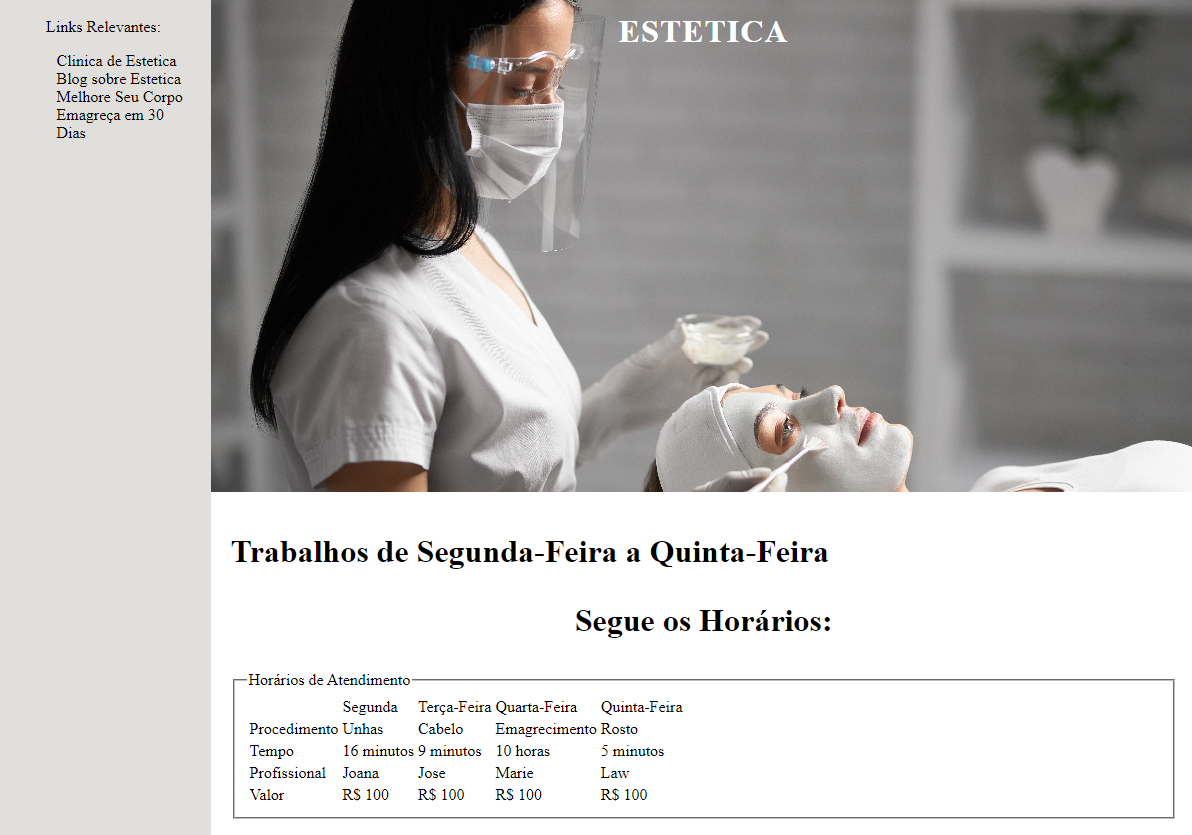 Links Relevantes:
Clinica de Estetica
Blog sobre Estetica
Melhore Seu Corpo
Emagreça em 30
Dias
ESTETICA
Trabalhos de Segunda-Feira a Quinta-Feira
Segue os Horários:
Horários de Atendimento
Segunda Terça-Feira Quarta-Feira Quinta-Feira
Procedimento Unhas Cabelo Emagrecimento Rosto
Tempo 16 minutos 9 minutos 10 horas 5 minutos
Profissional Joana Jose Marie Law
Valor R$ 100 R$ 100 R$ 100 R$ 100